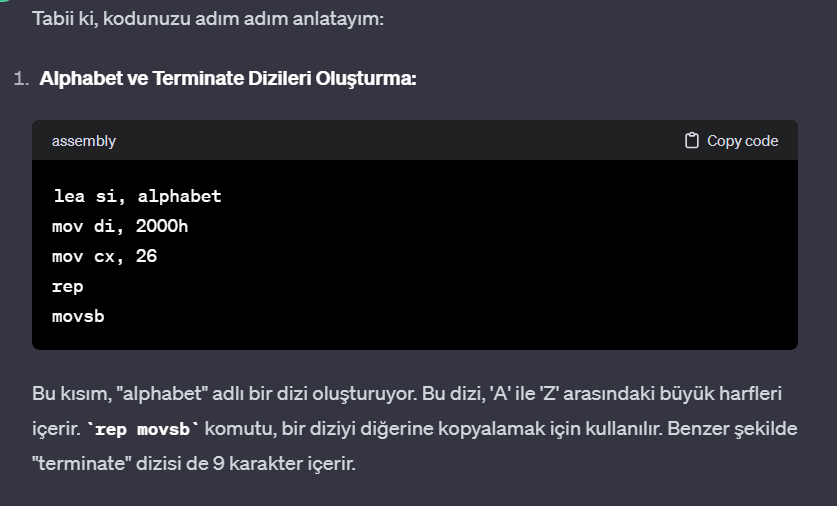 Tabii ki, kodunuzu adım adım anlatayım:
1. Alphabet ve Terminate Dizileri Oluşturma:
assembly Copy code
lea si, alphabet
mov di, 2000h
mov cx, 26
rep
movsb
Bu kısım, "alphabet" adlı bir dizi oluşturuyor. Bu dizi, 'A' ile 'Z' arasındaki büyük harfleri
içerir. `rep movsb` komutu, bir diziyi diğerine kopyalamak için kullanılır. Benzer şekilde
"terminate" dizisi de 9 karakter içerir.